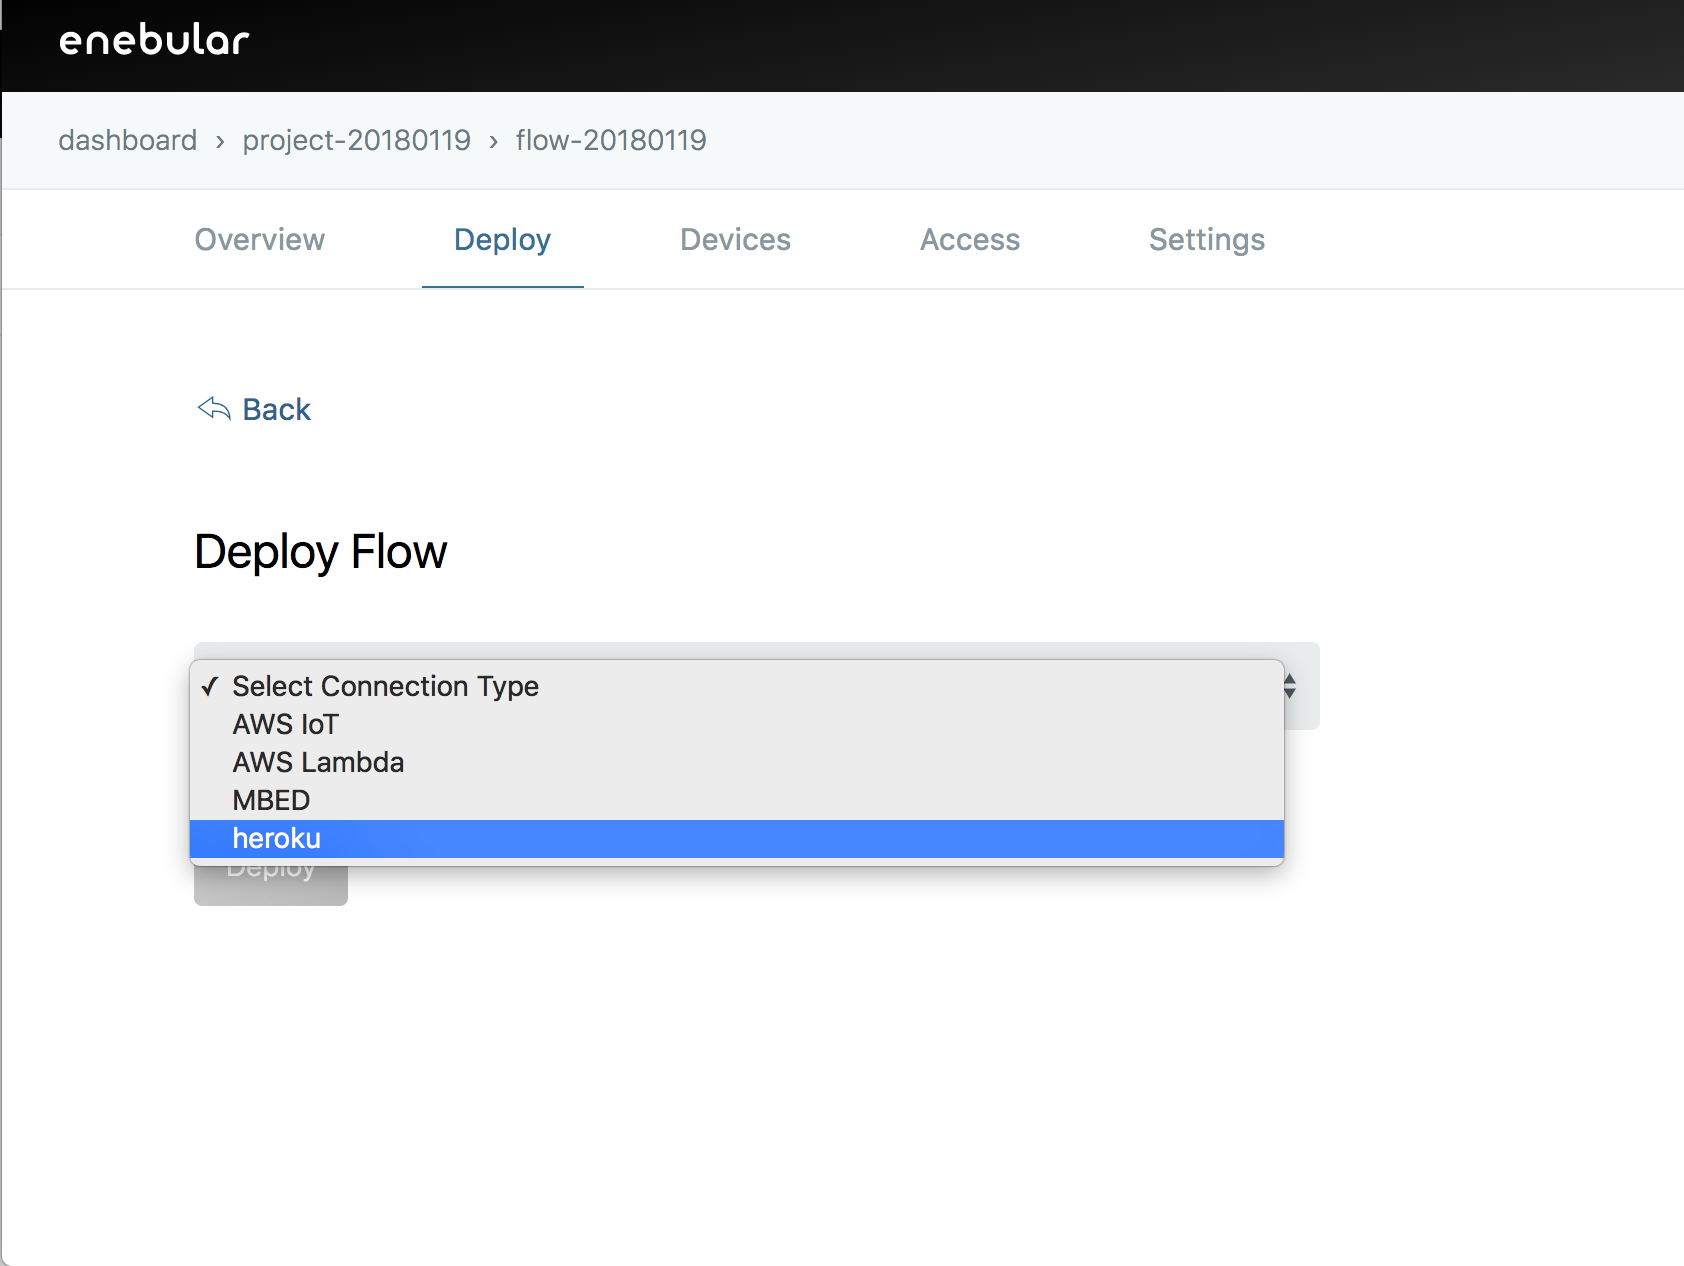 enebular
dashboard › project-20180119 › flow-20180119
Overview Deploy Devices Access Settings
Back
Deploy Flow
✓ Select Connection Type
AWS IoT
AWS Lambda
MBED
heroku
Deploy